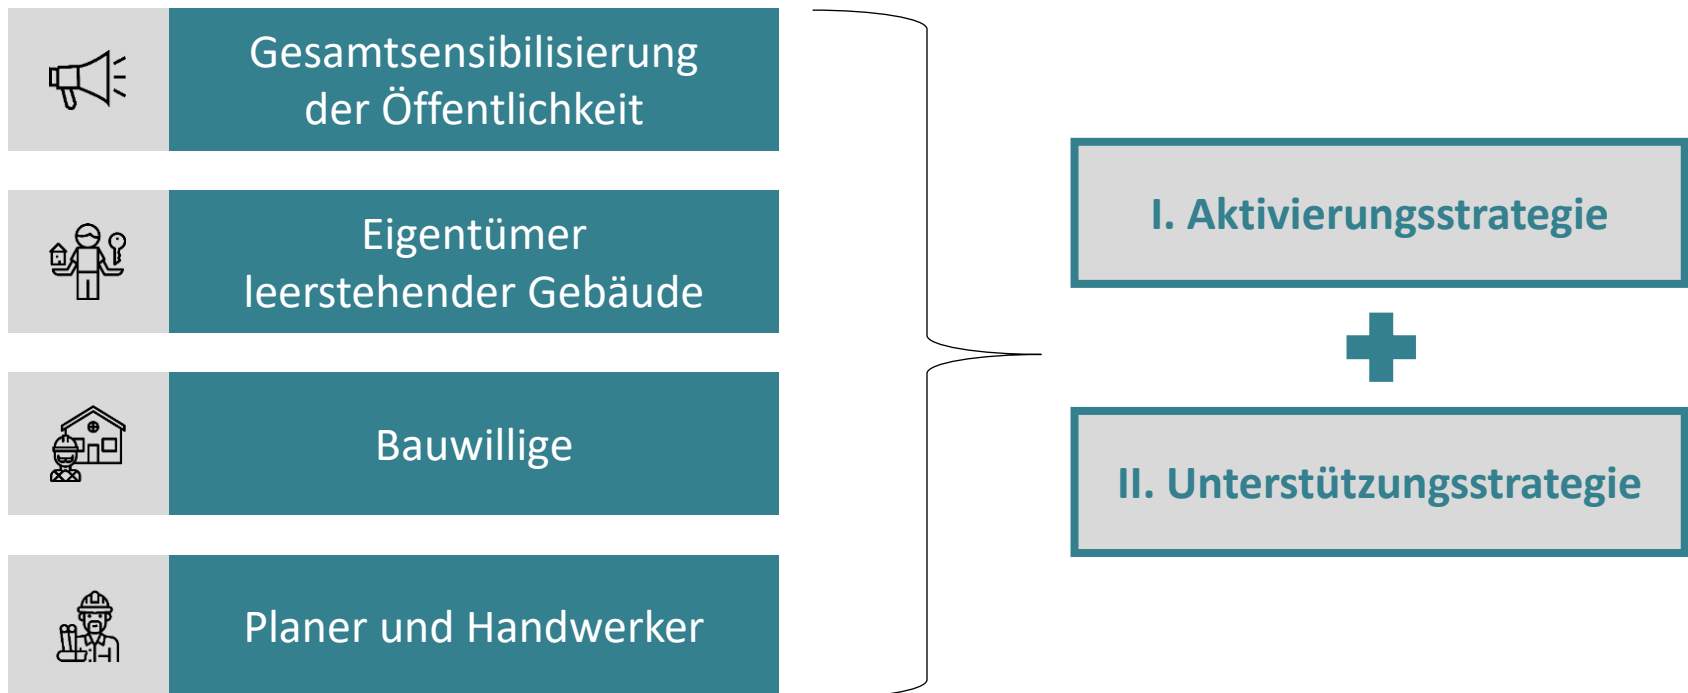 Gesamtsensibilisierung
der Öffentlichkeit
Eigentümer
leerstehender Gebäude
Bauwillige
Planer und Handwerker
I. Aktivierungsstrategie
II. Unterstützungsstrategie